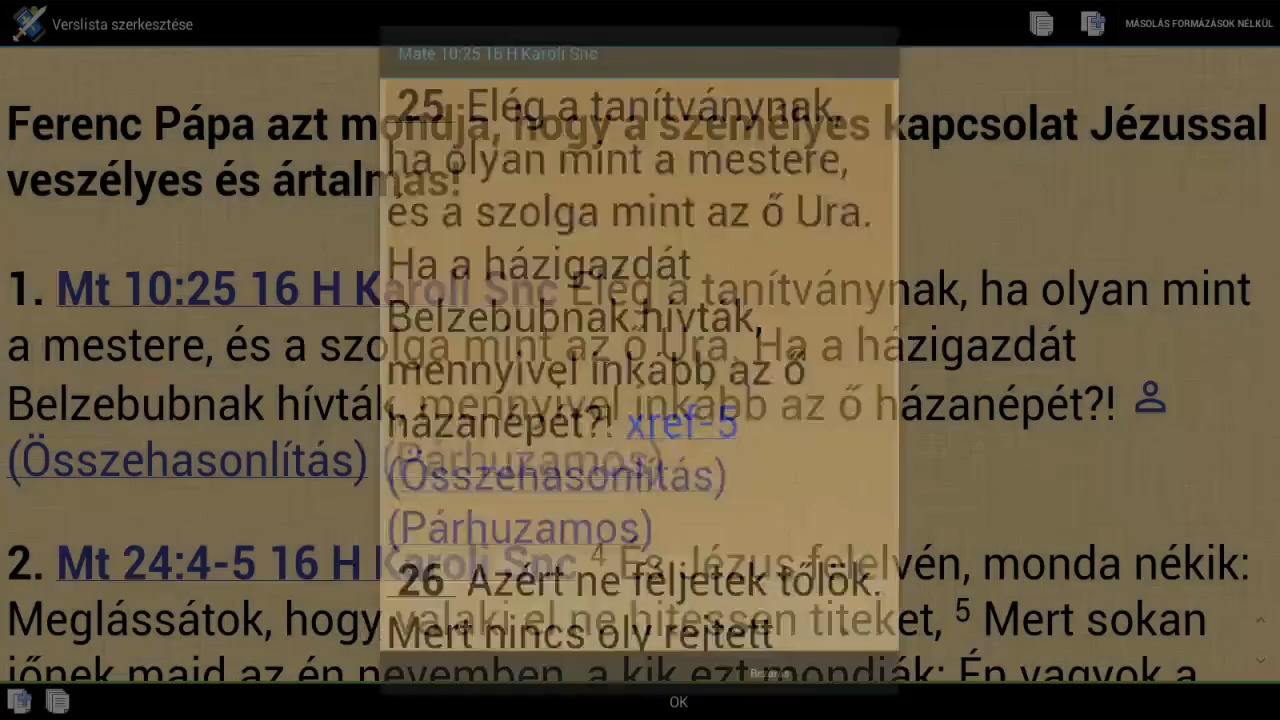 Verslista szerkesztése
MÁSOLÁS FORMÁZÁSOK NÉLKÜL
Ferenc Pápa azt mondja, hogy a személyes kapcsolat Jézussal
veszélyes és ártalmas!
1. Mt 10:25 16 H Karoli Snc Elég a tanítványnak, ha olyan mint
a mestere, és a szolga mint az ő Ura. Ha a házigazdát
Belzebubnak hívták, mennyivel inkább az ő házanépét?!
(Összehasonlítás) (Párhuzamos)
2. Mt 24:4-5 16 H Karoli Snc 4 És Jézus felelvén, monda nékik:
Meglássátok, hogy valaki el ne hitessen titeket, 5 Mert sokan
jőnek majd az én nevemben, a kik ezt mondják: Én vagyok a
Máté 10:25 16 H Karoli Snc
25 Elég a tanítványnak,
ha olyan mint a mestere,
és a szolga mint az ő Ura.
Ha a házigazdát
Belzebubnak hívták,
mennyivel inkább az ő
házanépét?! xref-5
(Összehasonlítás)
(Párhuzamos)
26 Azért ne féljetek tőlök.
Mert nincs oly rejtett
Bezárás
OK